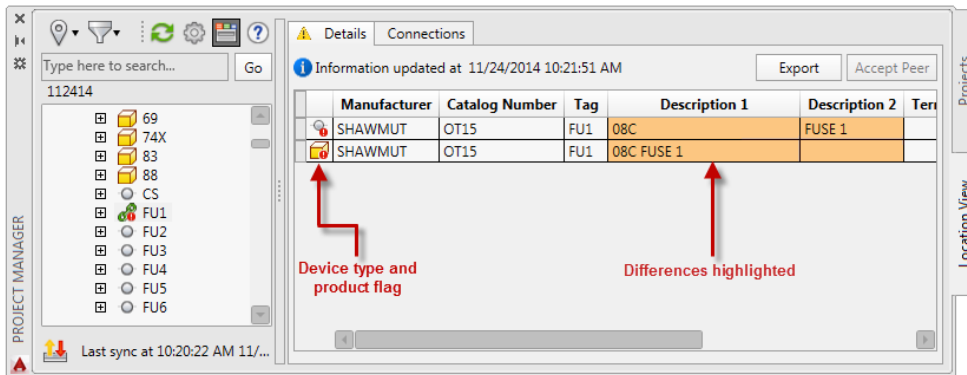 Type here to search...
Go
112414
69
74X
83
88
CS
FU1
FU2
FU3
FU4
FU5
FU6
Last sync at 10:20:22 AM 11/...
PROJECT MANAGER
Details Connections
Information updated at 11/24/2014 10:21:51 AM
Export Accept Peer
Manufacturer Catalog Number Tag Description 1 Description 2 Terr
SHAWMUT OT15 FU1 08C FUSE 1
SHAWMUT OT15 FU1 08C FUSE 1
Device type and
product flag
Differences highlighted
Projects
Location View